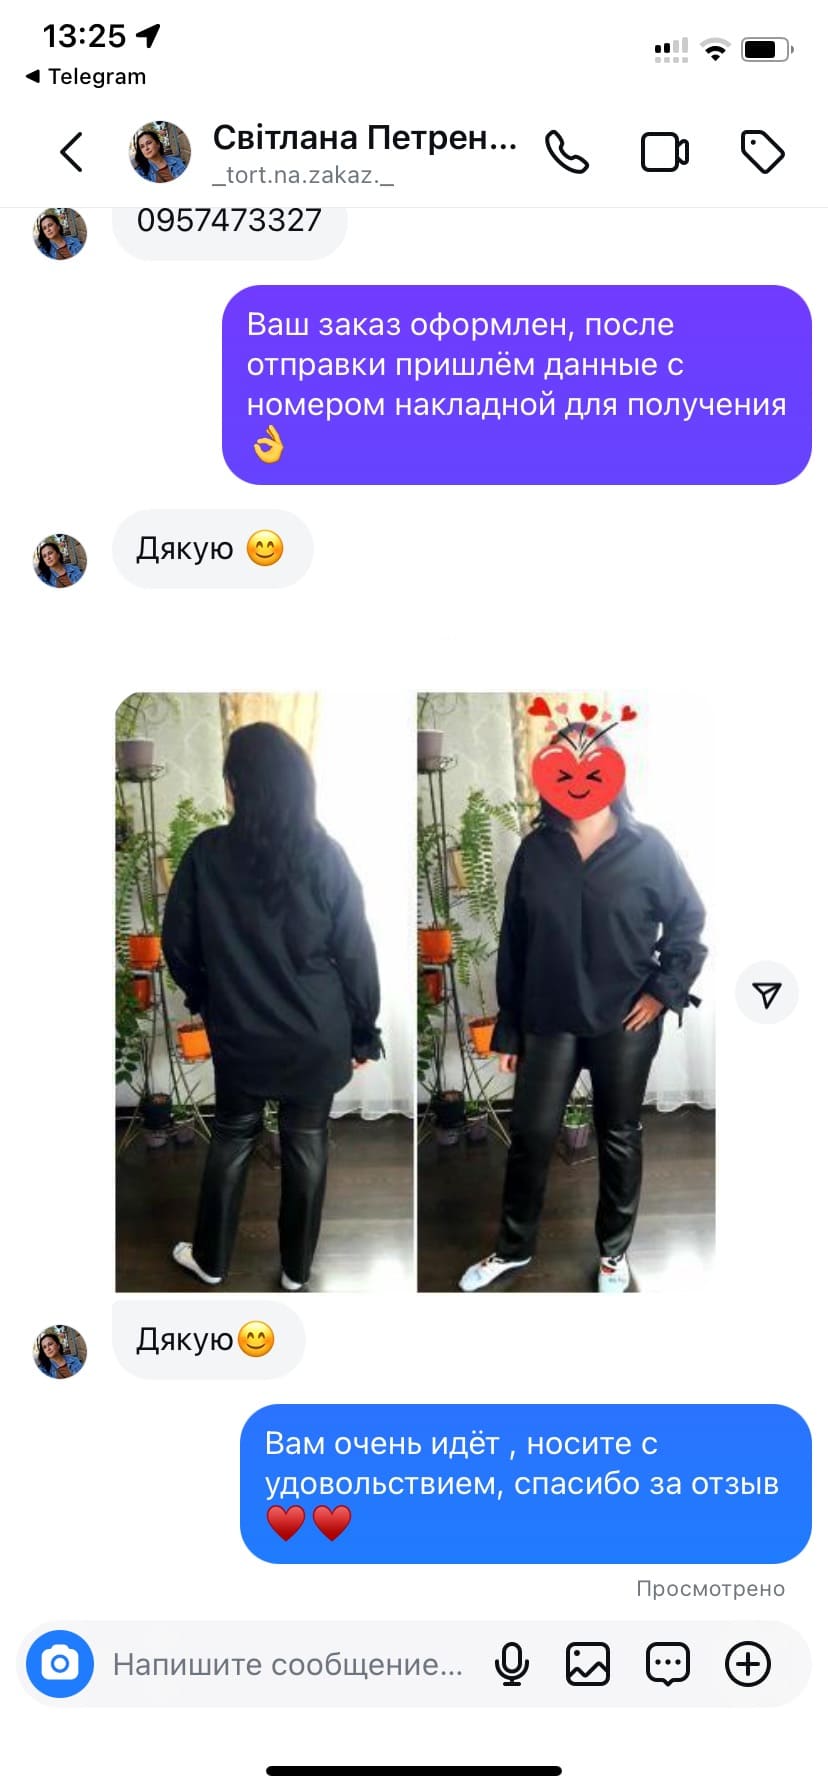 13:25
Telegram
Світлана Петрен...
_tort.na.zakaz._
0957473327
Ваш заказ оформлен, после
отправки пришлём данные с
номером накладной для получения
👌
Дякую 😊
Дякую😊
Вам очень идёт , носите с
удовольствием, спасибо за отзыв
♥️♥️
Просмотрено
Напишите сообщение...